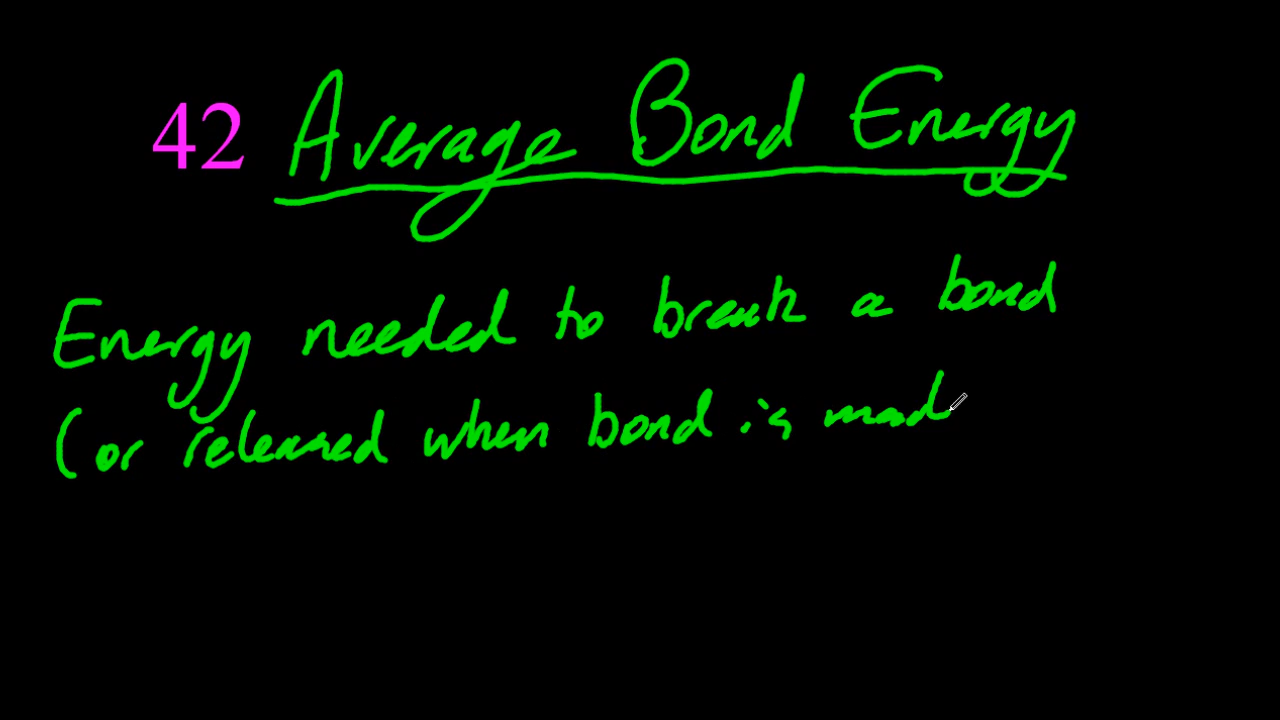 42 Average Bond Energy
Energy needed to break a bond
(or released when bond is mad